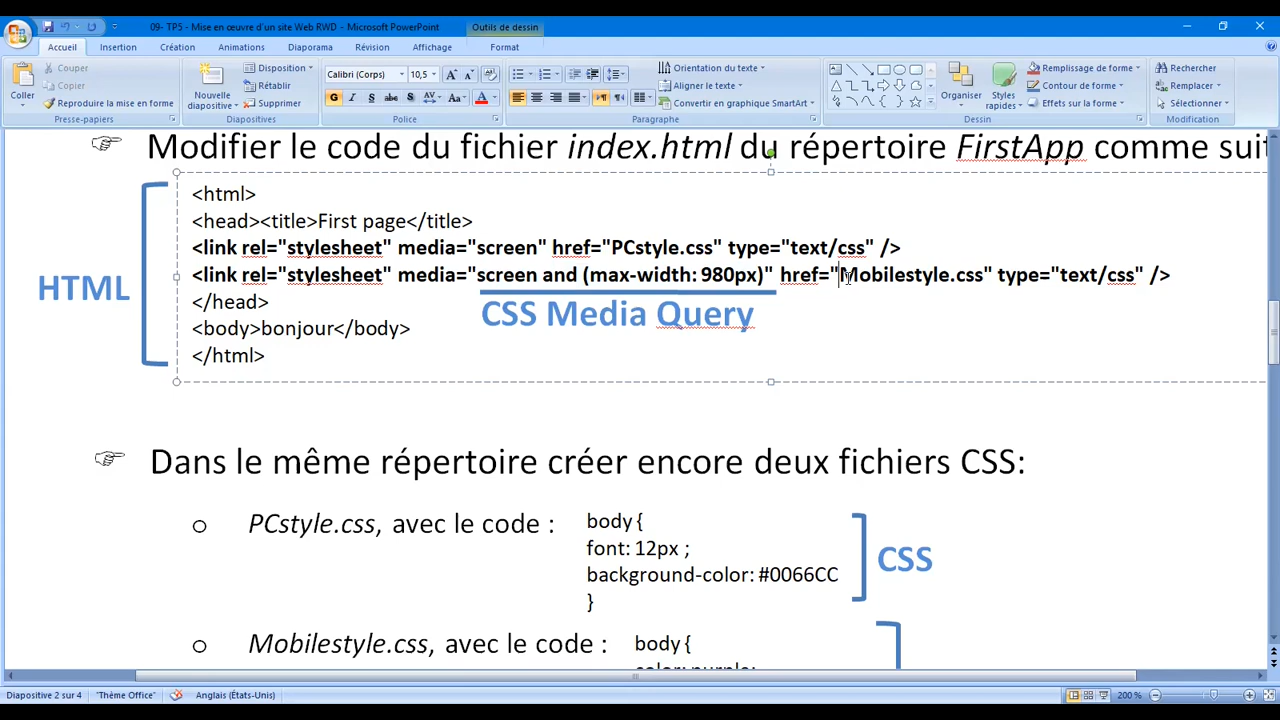 09- TP5 - Mise en œuvre d'un site Web RWD - Microsoft PowerPoint
Outils de dessin
Accueil Insertion Création Animations Diaporama Révision Affichage Format
Coller
Couper
Copier
Reproduire la mise en forme
Presse-papiers
Nouvelle diapositive
Disposition
Rétablir
Supprimer
Diapositives
Calibri (Corps) 10,5
G I S abc S AV Aa A
Police
Orientation du texte
Aligner le texte
Convertir en graphique SmartArt
Paragraphe
Organiser
Styles rapides
Remplissage de forme
Contour de forme
Effets sur la forme
Dessin
Rechercher
Remplacer
Sélectionner
Modification
Modifier le code du fichier index.html du répertoire FirstApp comme suit
HTML
<html>
<head><title>First page</title>
<link rel="stylesheet" media="screen" href="PCstyle.css" type="text/css" />
<link rel="stylesheet" media="screen and (max-width: 980px)" href="Mobilestyle.css" type="text/css" />
</head>
CSS Media Query
<body>bonjour</body>
</html>
Dans le même répertoire créer encore deux fichiers CSS:
o PCstyle.css, avec le code :
body {
font: 12px ;
background-color: #0066CC
}
CSS
o Mobilestyle.css, avec le code :
body {
color: purple;
Diapositive 2 sur 4 "Thème Office" Anglais (États-Unis) 200 %